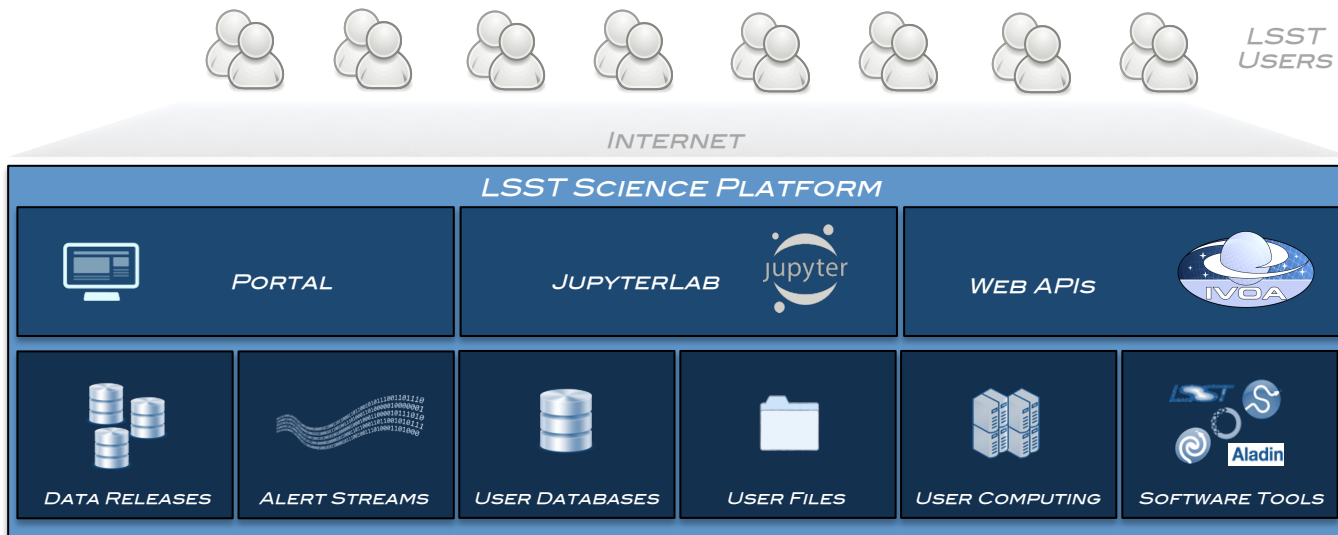 LSST
USERS
INTERNET
LSST SCIENCE PLATFORM
PORTAL
JUPYTERLAB
jupyter
WEB APIS
IVOA
LSST
Aladin
DATA RELEASES
ALERT STREAMS
USER DATABASES
USER FILES
USER COMPUTING
SOFTWARE TOOLS